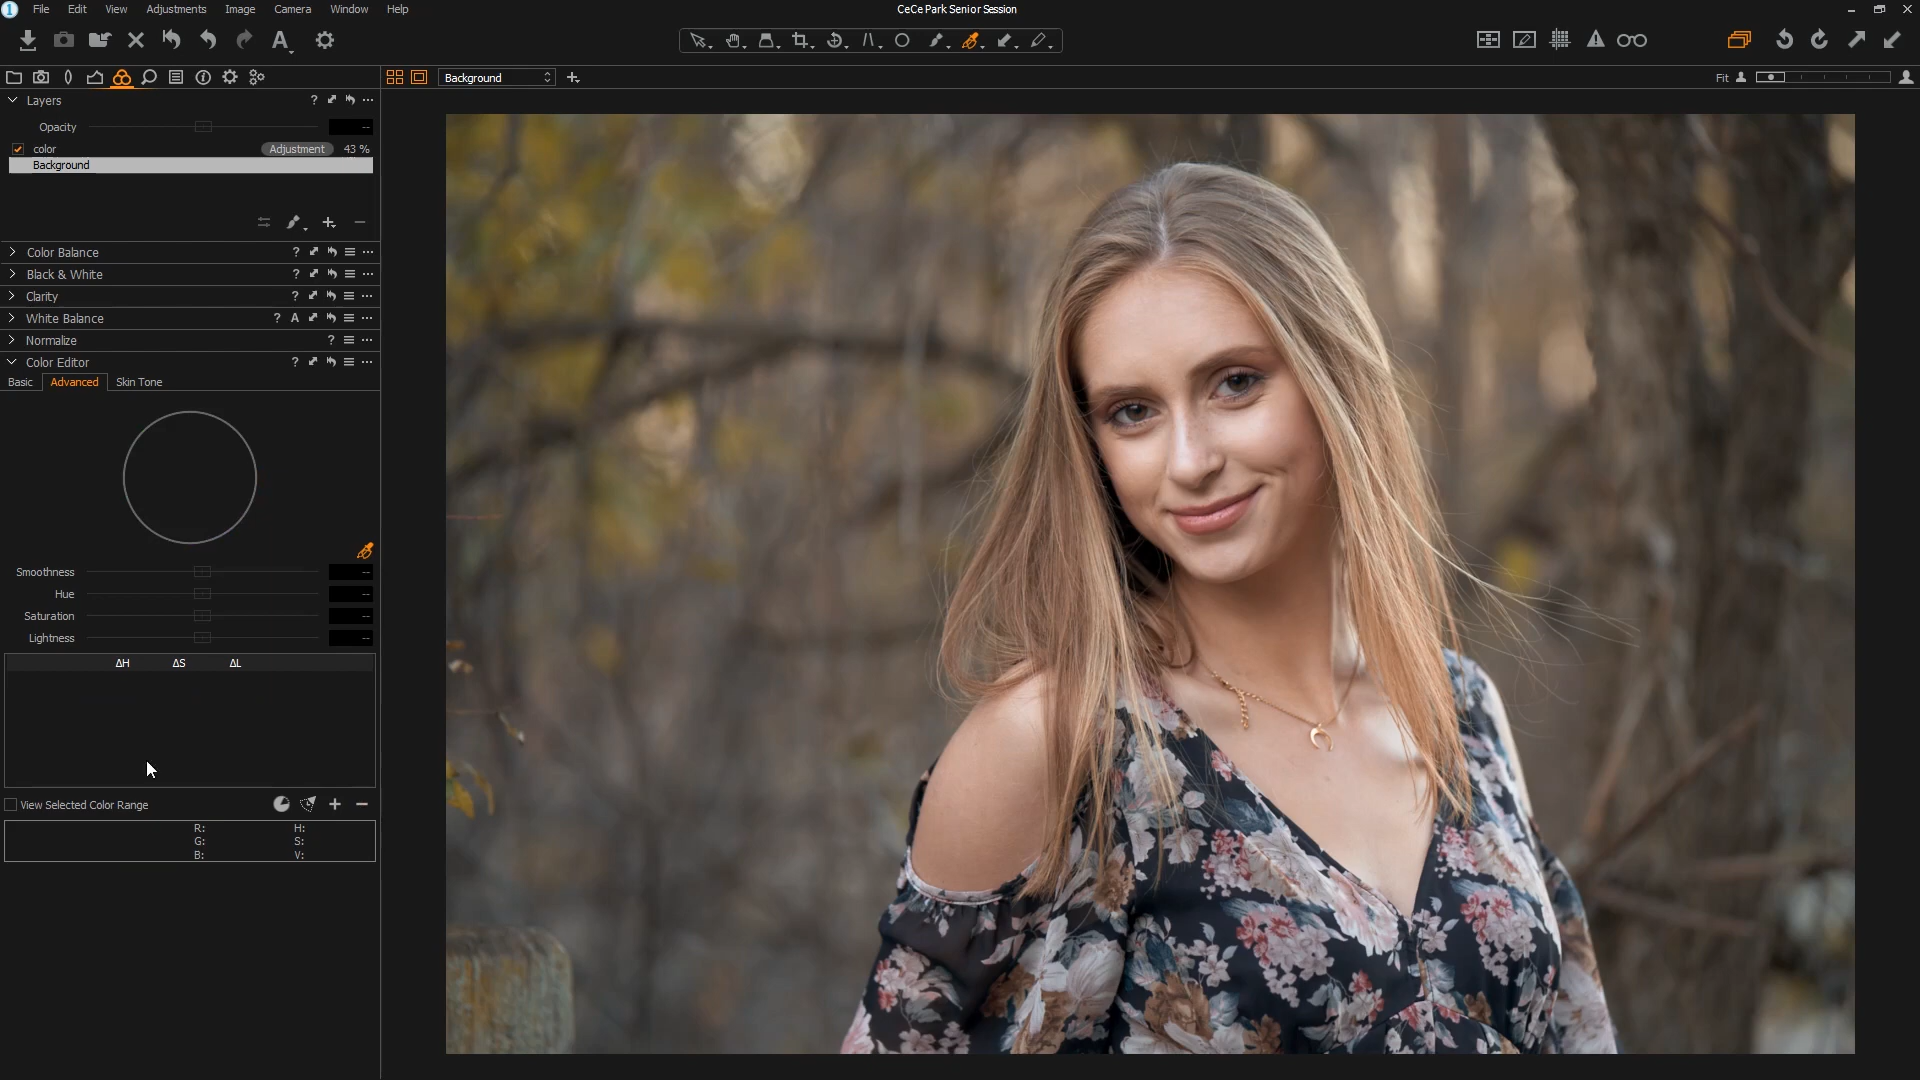 File Edit View Adjustments Image Camera Window Help
CeCe Park Senior Session
Background
Fit
Layers
Opacity --
color Adjustment 43 %
Background
Color Balance
Black & White
Clarity
White Balance
Normalize
Color Editor
Basic Advanced Skin Tone
Smoothness --
Hue --
Saturation --
Lightness --
ΔH ΔS ΔL
View Selected Color Range
R: H:
G: S:
B: V: